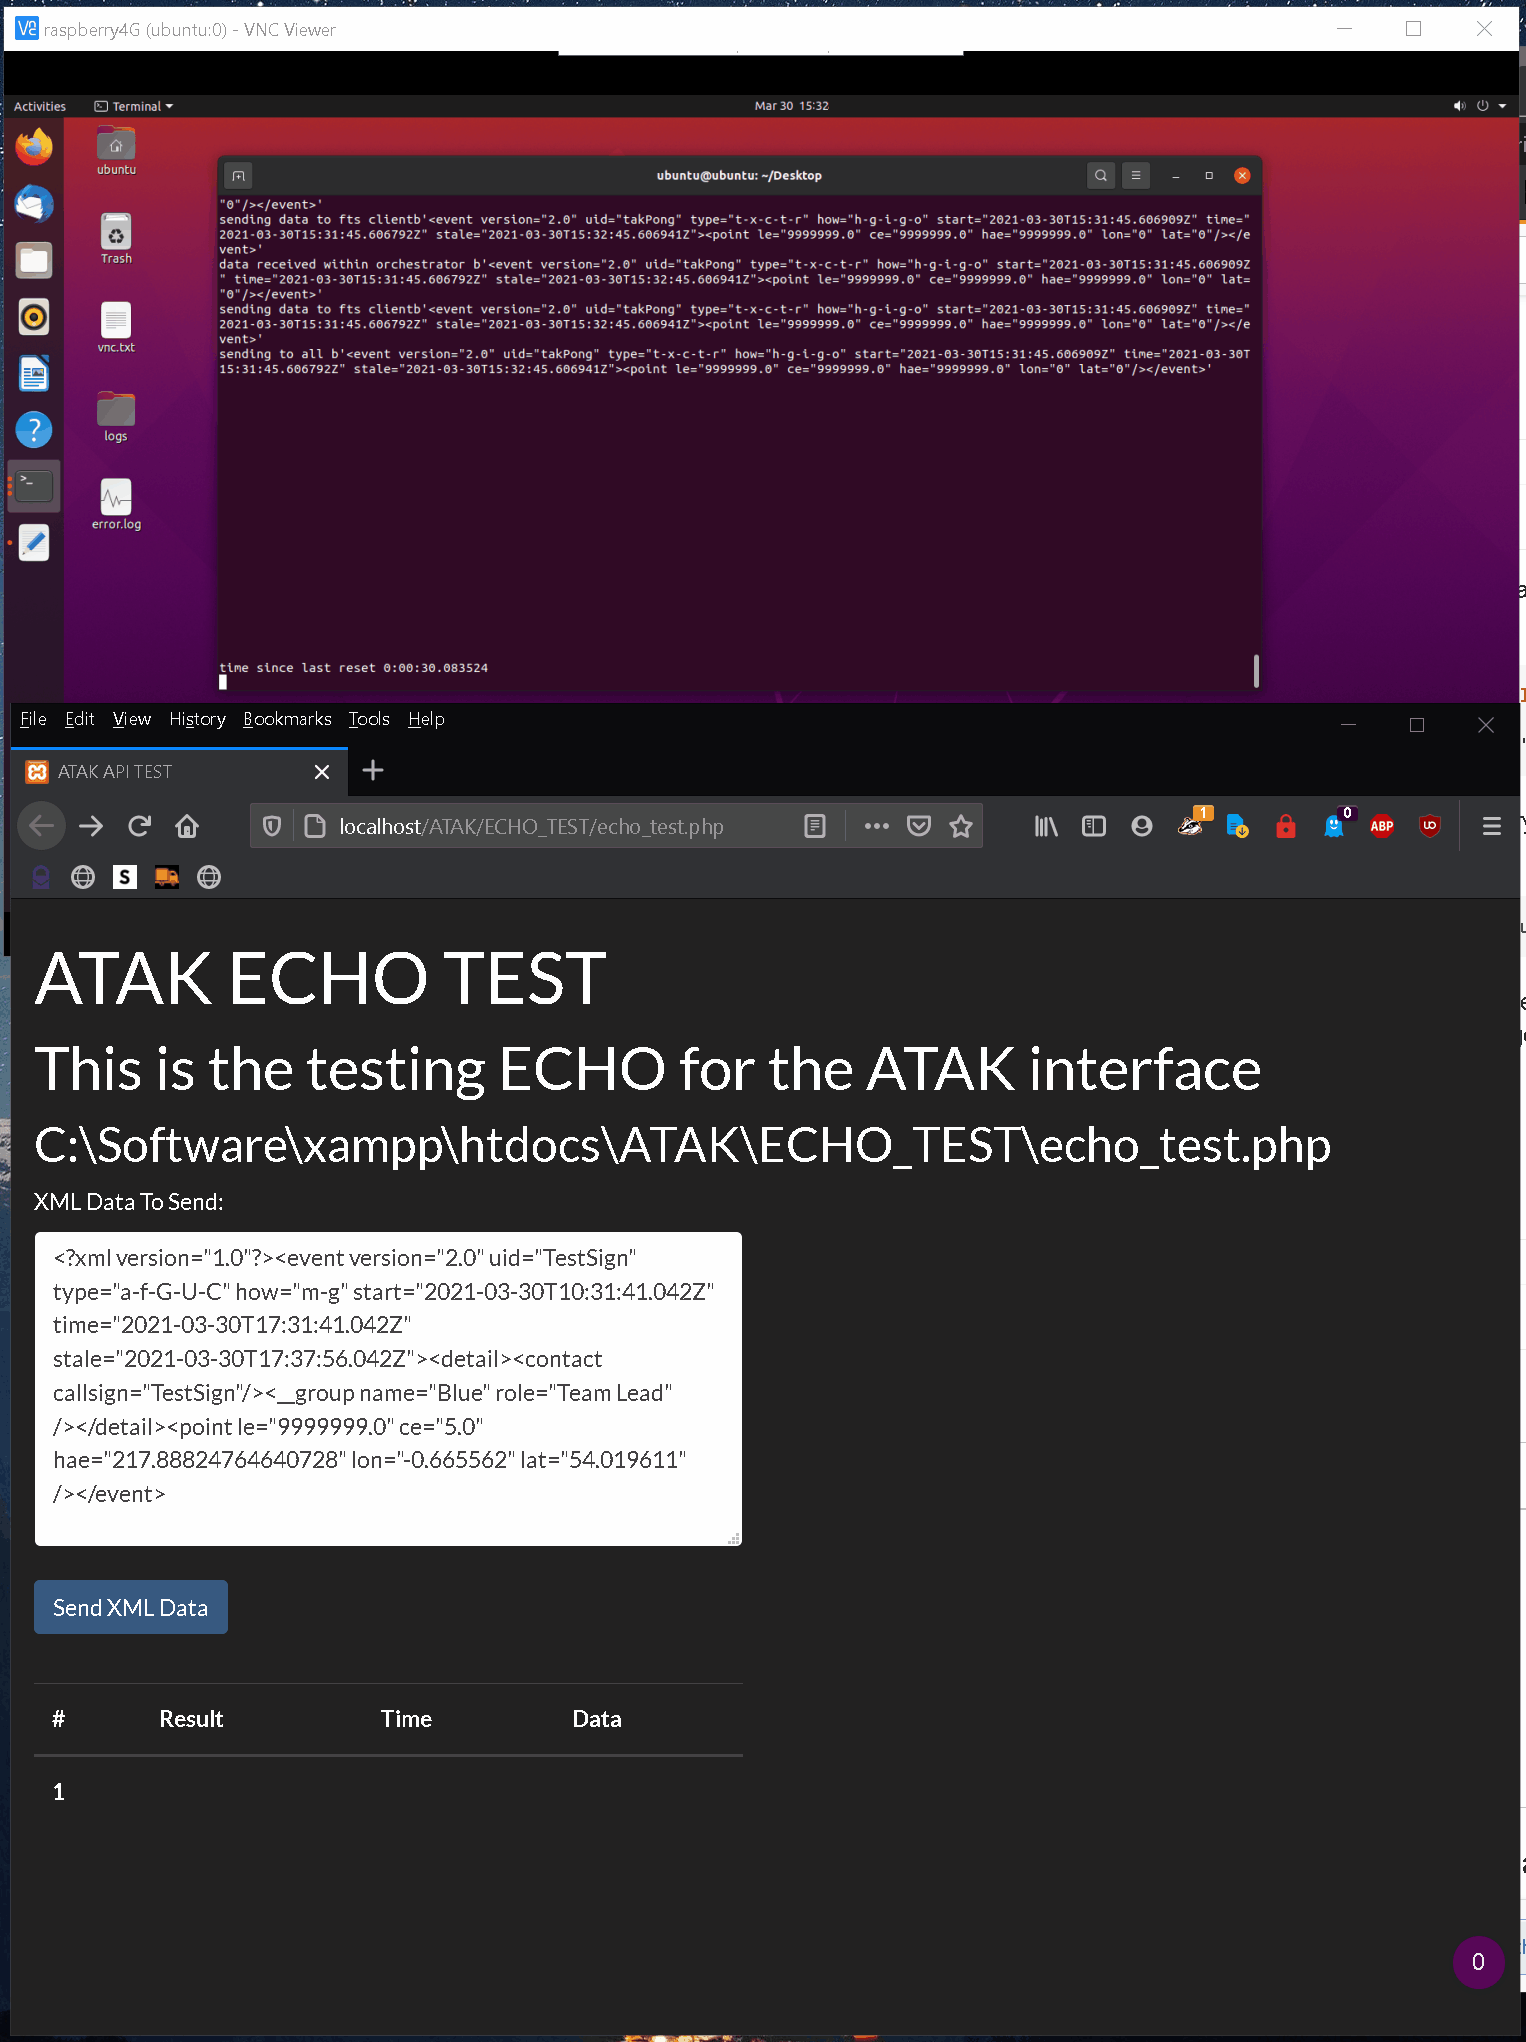 raspberry4G (ubuntu:0) - VNC Viewer
Activities
Terminal
Mar 30 15:32
ubuntu
Trash
vnc.txt
logs
error.log
ubuntu@ubuntu: ~/Desktop
"0"/></event>'
sending data to fts clientb'<event version="2.0" uid="takPong" type="t-x-c-t-r" how="h-g-i-g-o" start="2021-03-30T15:31:45.606909Z" time="
2021-03-30T15:31:45.606792Z" stale="2021-03-30T15:32:45.606941Z"><point le="9999999.0" ce="9999999.0" hae="9999999.0" lon="0" lat="0"/></e
vent>'
data received within orchestrator b'<event version="2.0" uid="takPong" type="t-x-c-t-r" how="h-g-i-g-o" start="2021-03-30T15:31:45.606909Z
" time="2021-03-30T15:31:45.606792Z" stale="2021-03-30T15:32:45.606941Z"><point le="9999999.0" ce="9999999.0" hae="9999999.0" lon="0" lat=
"0"/></event>'
sending data to fts clientb'<event version="2.0" uid="takPong" type="t-x-c-t-r" how="h-g-i-g-o" start="2021-03-30T15:31:45.606909Z" time="
2021-03-30T15:31:45.606792Z" stale="2021-03-30T15:32:45.606941Z"><point le="9999999.0" ce="9999999.0" hae="9999999.0" lon="0" lat="0"/></e
vent>'
sending to all b'<event version="2.0" uid="takPong" type="t-x-c-t-r" how="h-g-i-g-o" start="2021-03-30T15:31:45.606909Z" time="2021-03-30T
15:31:45.606792Z" stale="2021-03-30T15:32:45.606941Z"><point le="9999999.0" ce="9999999.0" hae="9999999.0" lon="0" lat="0"/></event>'
time since last reset 0:00:30.083524
File Edit View History Bookmarks Tools Help
ATAK API TEST
localhost/ATAK/ECHO_TEST/echo_test.php
1
0
ABP
S
ATAK ECHO TEST
This is the testing ECHO for the ATAK interface
C:\Software\xampp\htdocs\ATAK\ECHO_TEST\echo_test.php
XML Data To Send:
<?xml version="1.0"?><event version="2.0" uid="TestSign"
type="a-f-G-U-C" how="m-g" start="2021-03-30T10:31:41.042Z"
time="2021-03-30T17:31:41.042Z"
stale="2021-03-30T17:37:56.042Z"><detail><contact
callsign="TestSign"/><__group name="Blue" role="Team Lead"
/></detail><point le="9999999.0" ce="5.0"
hae="217.88824764640728" lon="-0.665562" lat="54.019611"
/></event>
Send XML Data
# Result Time Data
1
0